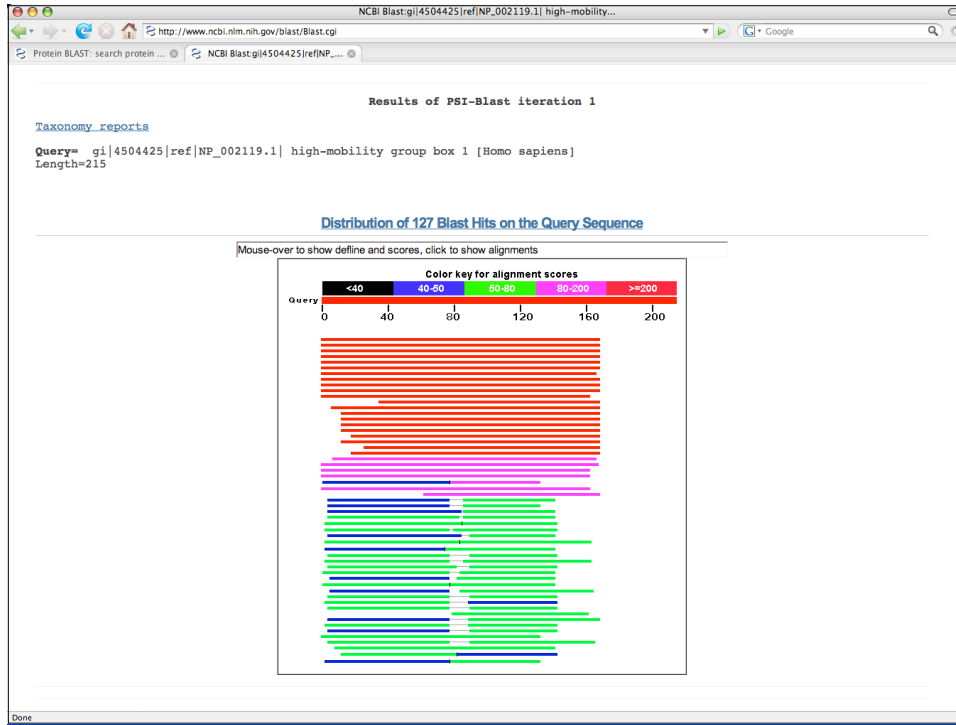 NCBI Blast:gi|4504425|ref|NP_002119.1| high-mobility...
http://www.ncbi.nlm.nih.gov/blast/Blast.cgi
Google
Protein BLAST: search protein ...
NCBI Blast:gi|4504425|ref|NP_...
Results of PSI-Blast iteration 1
Taxonomy reports
Query= gi|4504425|ref|NP_002119.1| high-mobility group box 1 [Homo sapiens]
Length=215
Distribution of 127 Blast Hits on the Query Sequence
Mouse-over to show defline and scores, click to show alignments
Color key for alignment scores
<40 40-50 50-80 80-200 >=200
Query
0 40 80 120 160 200
Done